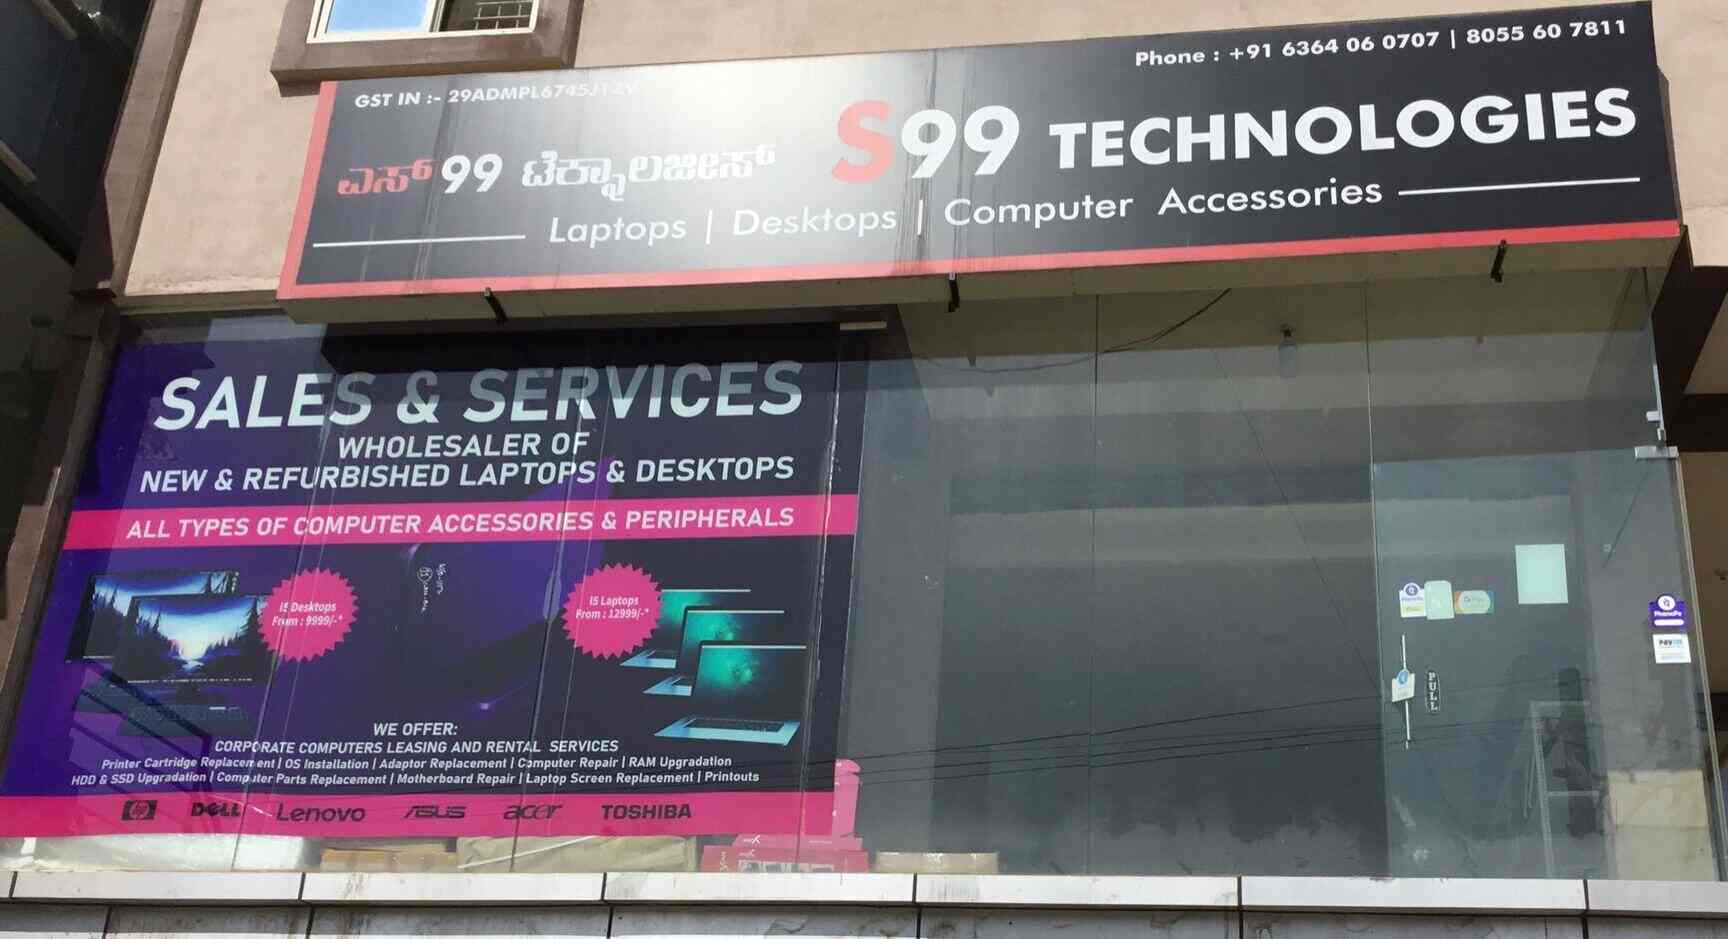 GST IN :- 29ADMPL6745J1ZV
Phone : +91 6364 06 0707 | 8055 60 7811
ಎಸ್ 99 ಟೆಕ್ನಾಲಜೀಸ್
S99 TECHNOLOGIES
Laptops | Desktops | Computer Accessories
SALES & SERVICES
WHOLESALER OF
NEW & REFURBISHED LAPTOPS & DESKTOPS
ALL TYPES OF COMPUTER ACCESSORIES & PERIPHERALS
I5 Desktops
From : 9999/-*
I5 Laptops
From : 12999/-*
WE OFFER:
CORPORATE COMPUTERS LEASING AND RENTAL SERVICES
Printer Cartridge Replacement | OS Installation | Adaptor Replacement | Computer Repair | RAM Upgradation
HDD & SSD Upgradation | Computer Parts Replacement | Motherboard Repair | Laptop Screen Replacement | Printouts
hp DELL Lenovo ASUS acer TOSHIBA
PhonePe
PhonePe
Paytm
PULL